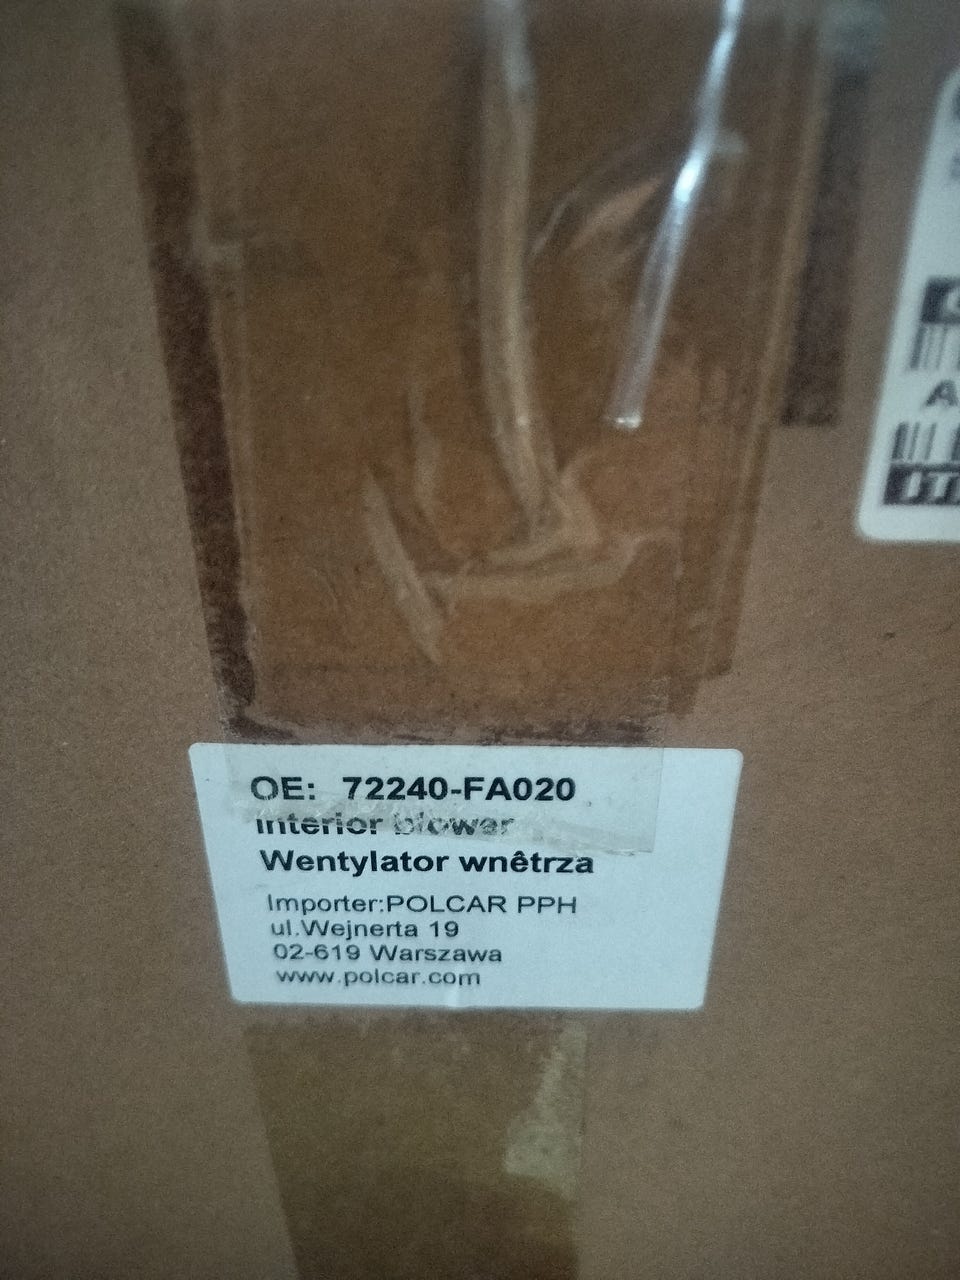 OE: 72240-FA020
Interior blower
Wentylator wnêtrza
Importer:POLCAR PPH
ul.Wejnerta 19
02-619 Warszawa
www.polcar.com
A